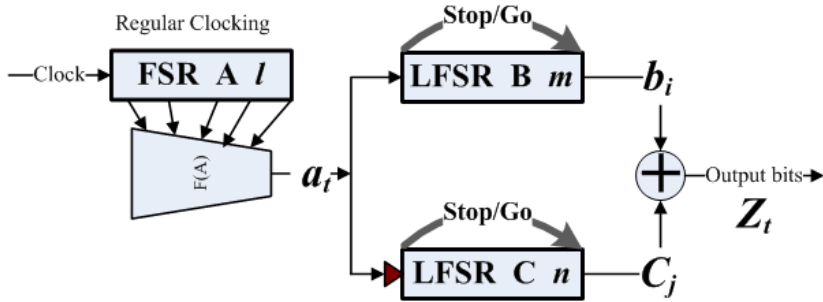 Regular Clocking
Stop/Go
Clock
FSR A l
LFSR B m
b_i
F(A)
a_t
Output bits
Z_t
Stop/Go
LFSR C n
C_j